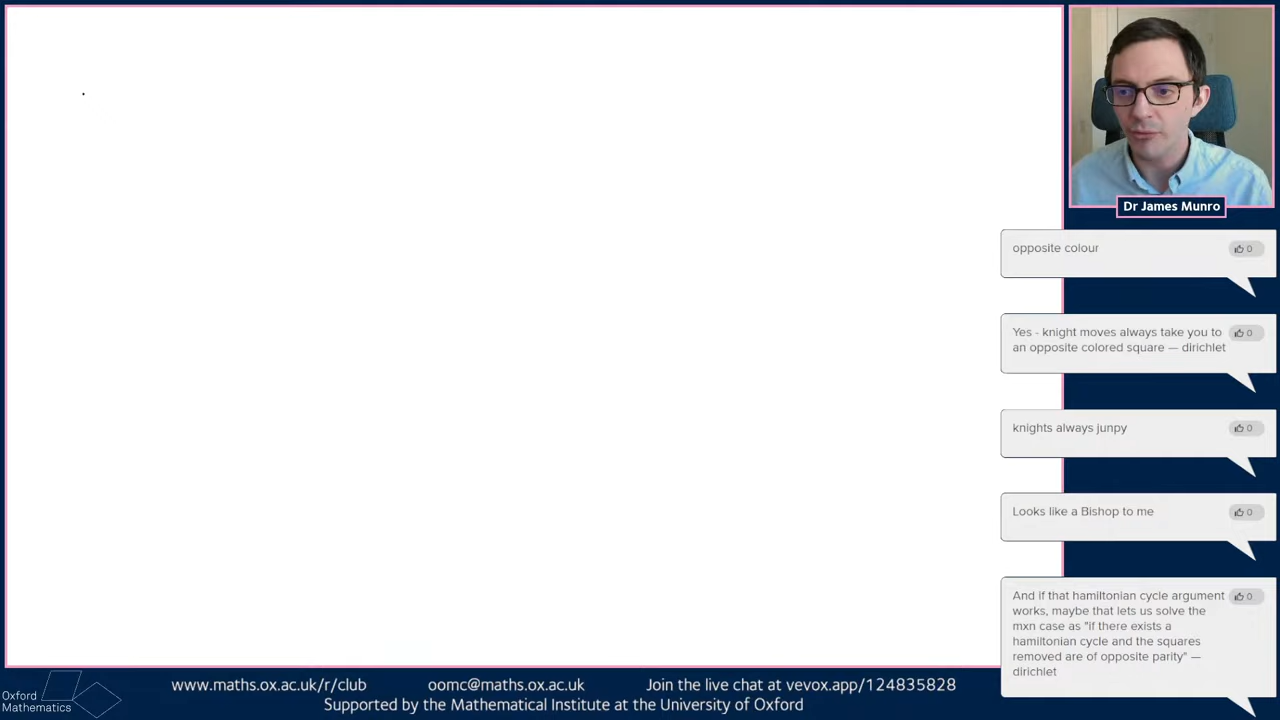 Dr James Munro
opposite colour
0
Yes - knight moves always take you to
an opposite colored square — dirichlet
0
knights always junpy
0
Looks like a Bishop to me
0
And if that hamiltonian cycle argument
works, maybe that lets us solve the
mxn case as "if there exists a
hamiltonian cycle and the squares
removed are of opposite parity" —
dirichlet
0
Oxford
Mathematics
www.maths.ox.ac.uk/r/club
oomc@maths.ox.ac.uk
Join the live chat at vevox.app/124835828
Supported by the Mathematical Institute at the University of Oxford